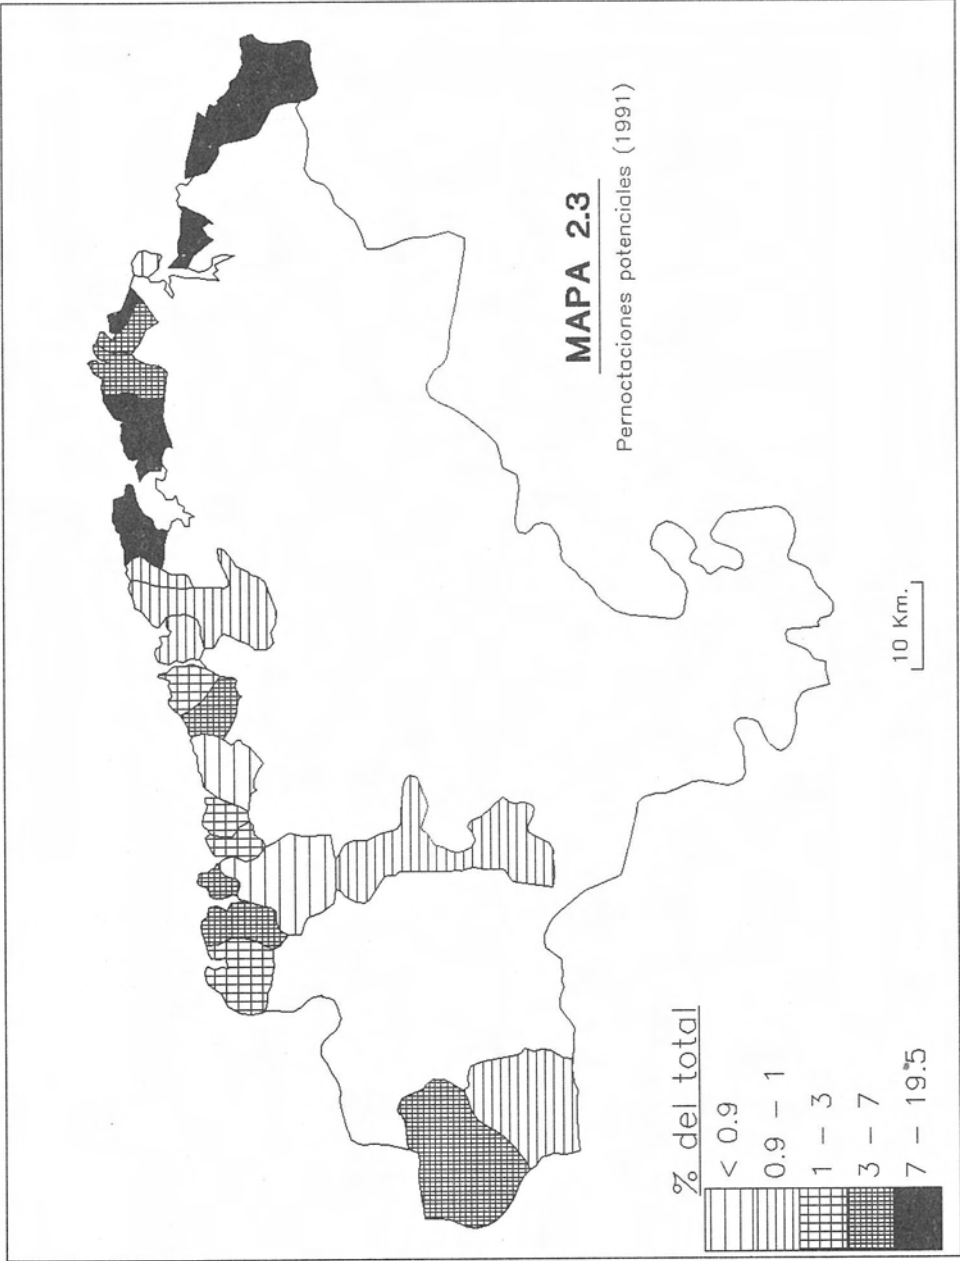 MAPA 2.3
Pernoctaciones potenciales (1991)
10 Km.
% del total
< 0.9
0.9 – 1
1 – 3
3 – 7
7 – 19.5